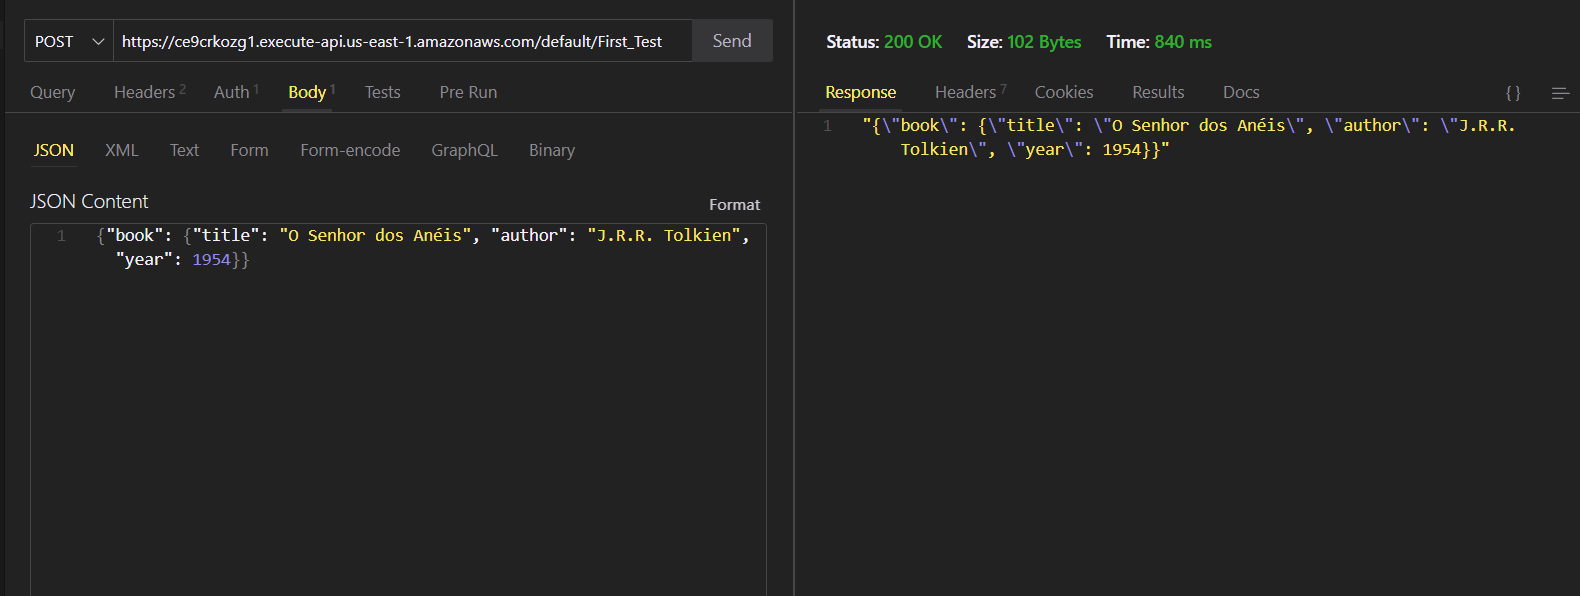 POST https://ce9crkozg1.execute-api.us-east-1.amazonaws.com/default/First_Test Send
Query Headers 2 Auth 1 Body 1 Tests Pre Run
JSON XML Text Form Form-encode GraphQL Binary
JSON Content
Format
1 {"book": {"title": "O Senhor dos Anéis", "author": "J.R.R. Tolkien",
"year": 1954}}
Status: 200 OK Size: 102 Bytes Time: 840 ms
Response Headers 7 Cookies Results Docs {}
1 "{\"book\": {\"title\": \"O Senhor dos Anéis\", \"author\": \"J.R.R.
Tolkien\", \"year\": 1954}}"